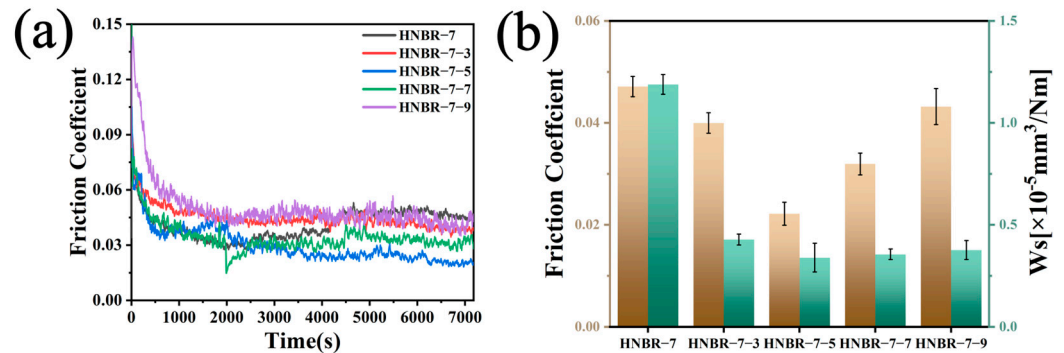 (a)
Friction Coeffcient
0.15
0.12
0.09
0.06
0.03
0.00
HNBR−7
HNBR−7−3
HNBR−7−5
HNBR−7−7
HNBR−7−9
0 1000 2000 3000 4000 5000 6000 7000
Time(s)
(b)
Friction Coeffcient
0.06
0.04
0.02
0.00
HNBR−7 HNBR−7−3 HNBR−7−5 HNBR−7−7 HNBR−7−9
1.5
1.0
0.5
0.0
Ws[×10⁻⁵mm³/Nm]